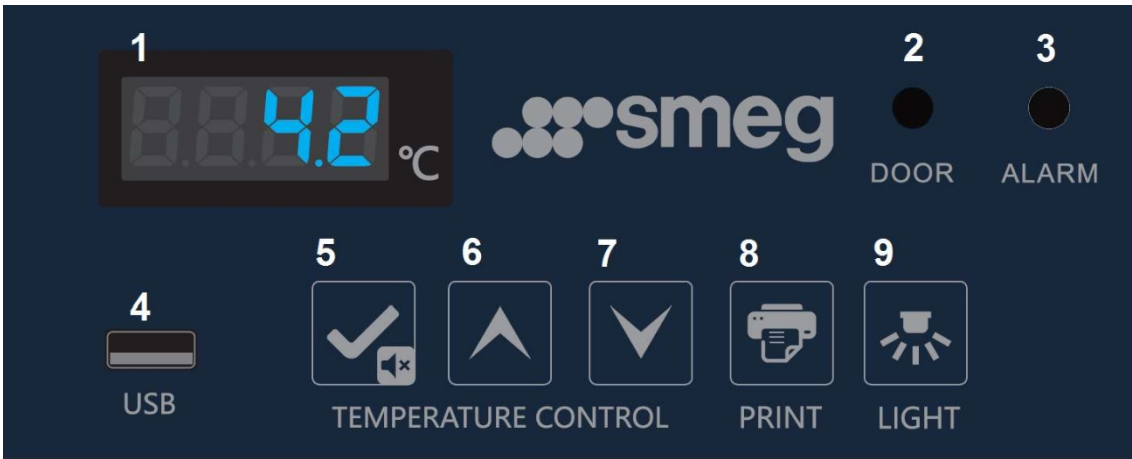 1
4.2
°C
smeg
2
DOOR
3
ALARM
4
USB
5 6 7
TEMPERATURE CONTROL
8
PRINT
9
LIGHT